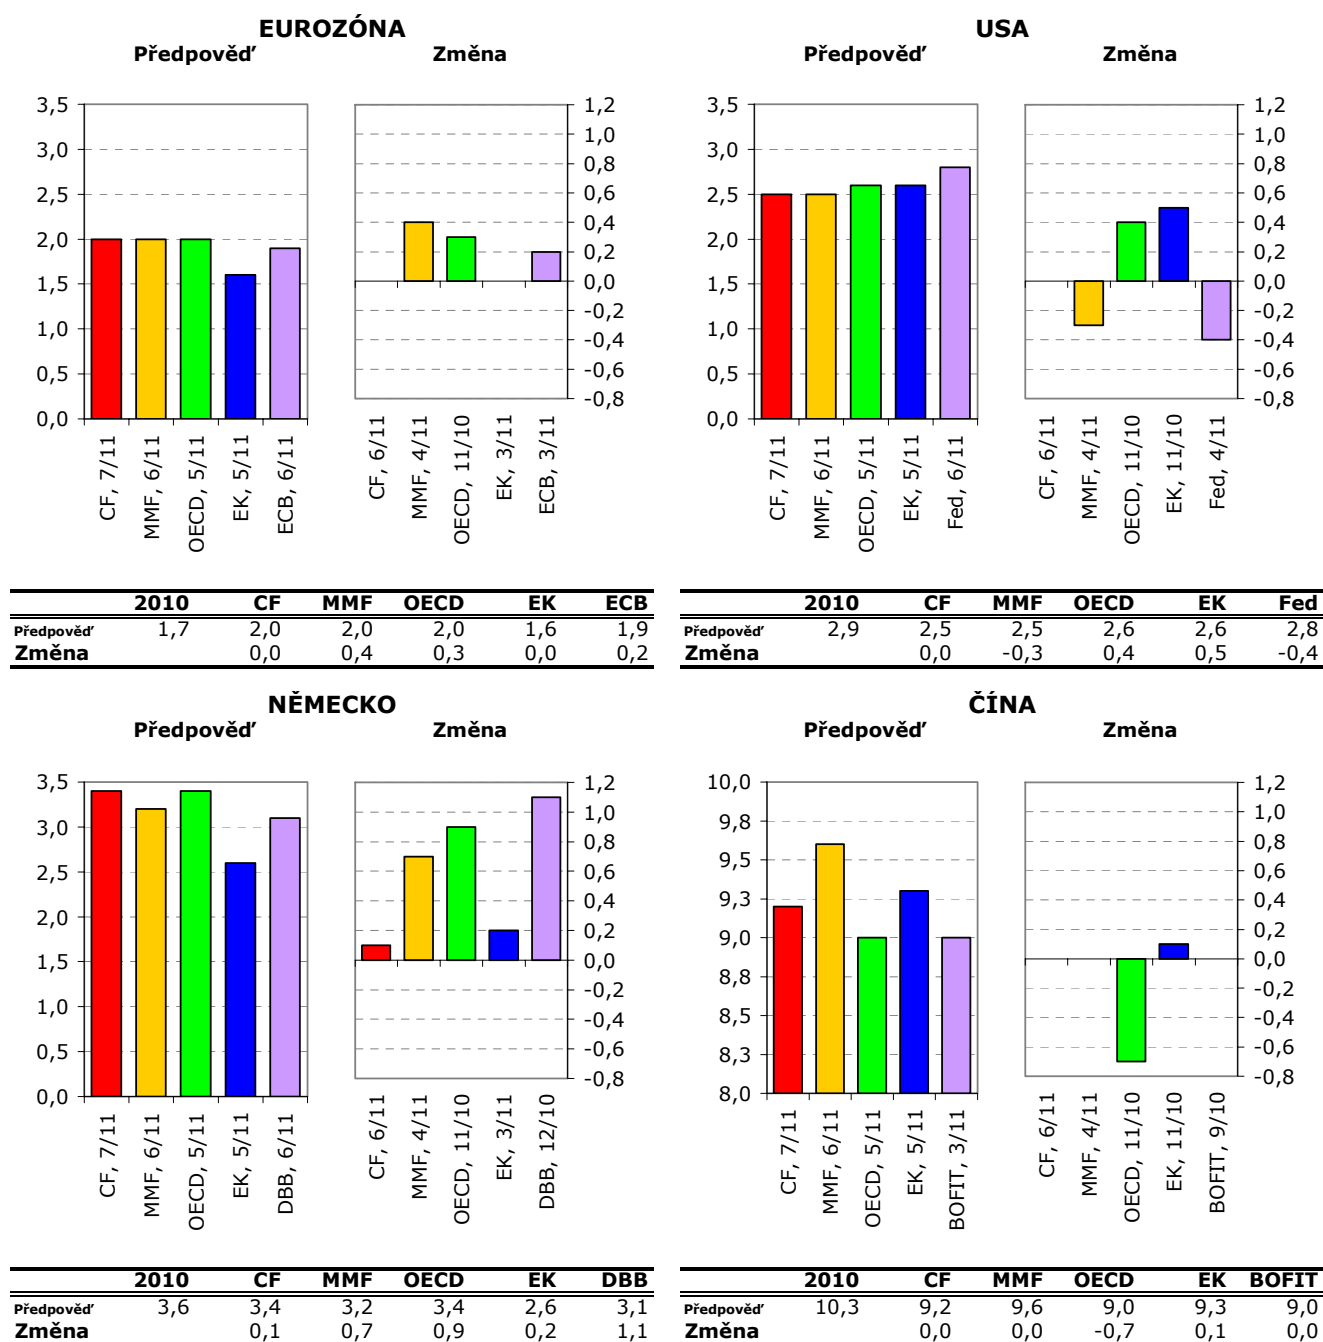 EUROZÓNA
Předpověď Změna
3,5
3,0
2,5
2,0
1,5
1,0
0,5
0,0
CF, 7/11
MMF, 6/11
OECD, 5/11
EK, 5/11
ECB, 6/11
1,2
1,0
0,8
0,6
0,4
0,2
0,0
-0,2
-0,4
-0,6
-0,8
CF, 6/11
MMF, 4/11
OECD, 11/10
EK, 3/11
ECB, 3/11
2010 CF MMF OECD EK ECB
Předpověď 1,7 2,0 2,0 2,0 1,6 1,9
Změna 0,0 0,4 0,3 0,0 0,2
USA
Předpověď Změna
3,5
3,0
2,5
2,0
1,5
1,0
0,5
0,0
CF, 7/11
MMF, 6/11
OECD, 5/11
EK, 5/11
Fed, 6/11
1,2
1,0
0,8
0,6
0,4
0,2
0,0
-0,2
-0,4
-0,6
-0,8
CF, 6/11
MMF, 4/11
OECD, 11/10
EK, 11/10
Fed, 4/11
2010 CF MMF OECD EK Fed
Předpověď 2,9 2,5 2,5 2,6 2,6 2,8
Změna 0,0 -0,3 0,4 0,5 -0,4
NĚMECKO
Předpověď Změna
3,5
3,0
2,5
2,0
1,5
1,0
0,5
0,0
CF, 7/11
MMF, 6/11
OECD, 5/11
EK, 5/11
DBB, 6/11
1,2
1,0
0,8
0,6
0,4
0,2
0,0
-0,2
-0,4
-0,6
-0,8
CF, 6/11
MMF, 4/11
OECD, 11/10
EK, 3/11
DBB, 12/10
2010 CF MMF OECD EK DBB
Předpověď 3,6 3,4 3,2 3,4 2,6 3,1
Změna 0,1 0,7 0,9 0,2 1,1
ČÍNA
Předpověď Změna
10,0
9,8
9,5
9,3
9,0
8,8
8,5
8,3
8,0
CF, 7/11
MMF, 6/11
OECD, 5/11
EK, 5/11
BOFIT, 3/11
1,2
1,0
0,8
0,6
0,4
0,2
0,0
-0,2
-0,4
-0,6
-0,8
CF, 6/11
MMF, 4/11
OECD, 11/10
EK, 11/10
BOFIT, 9/10
2010 CF MMF OECD EK BOFIT
Předpověď 10,3 9,2 9,6 9,0 9,3 9,0
Změna 0,0 0,0 -0,7 0,1 0,0